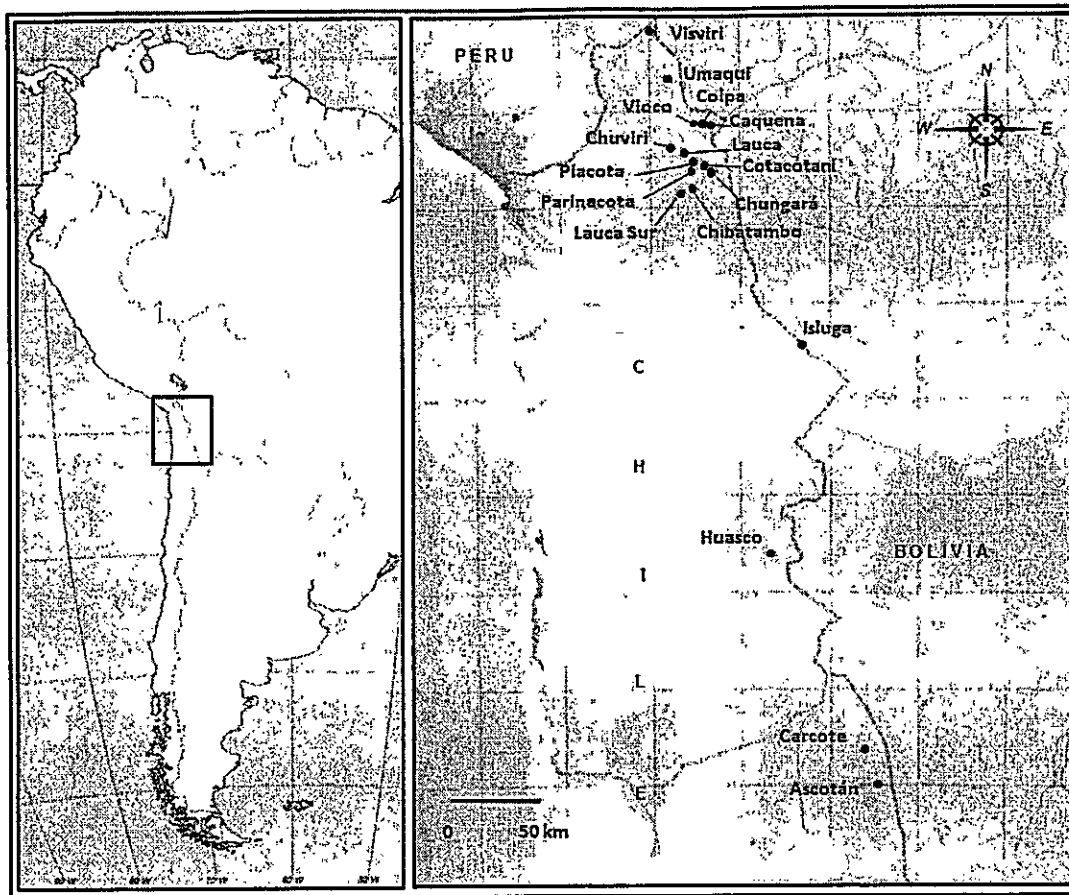 PERU
Visviri
Umaqui
Colpa
Vioco
Caquena
Chuviri
Lauca
Piacota
Cotacotani
Parinacota
Chungará
Lauca Sur
Chibatambo
N
W
E
S
Isluga
C
H
I
L
E
Huasco
BOLIVIA
Carcote
Ascotán
0 50 km